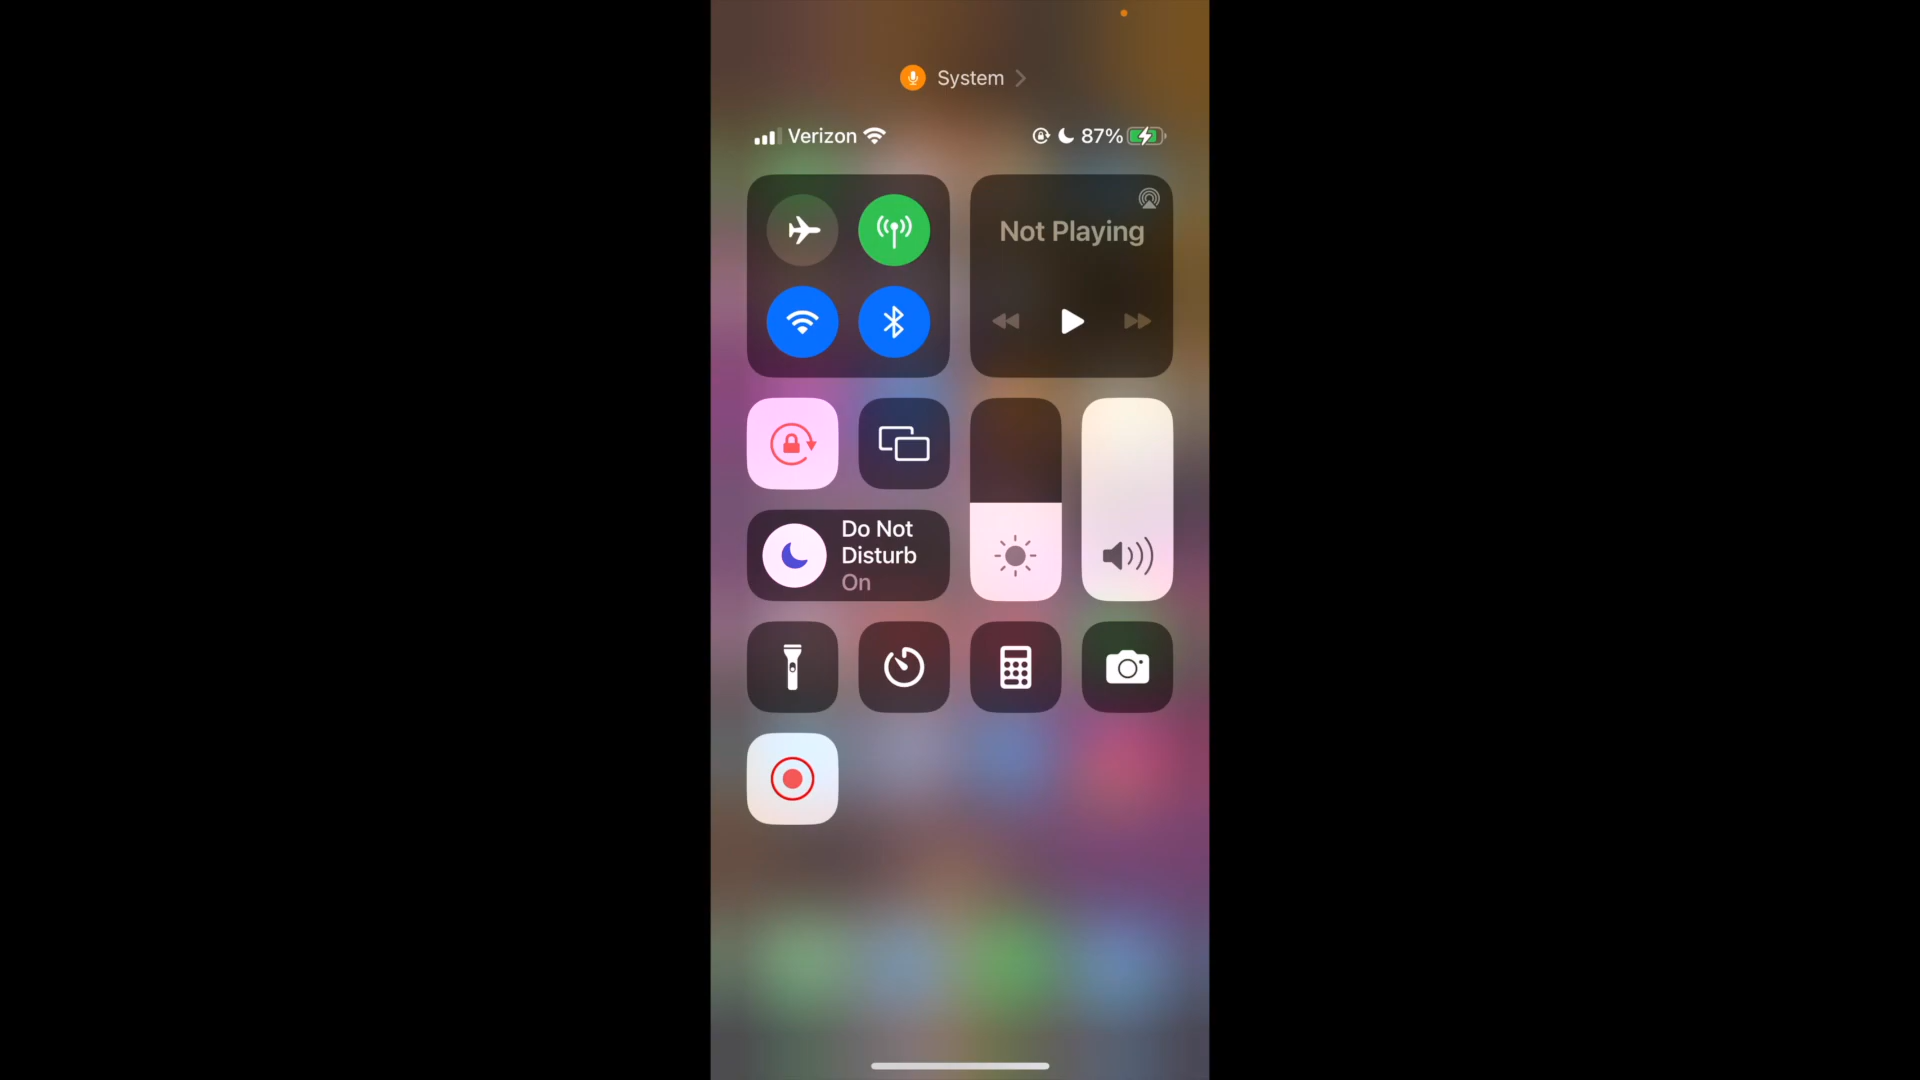 System
Verizon
87%
Not Playing
Do Not
Disturb
On